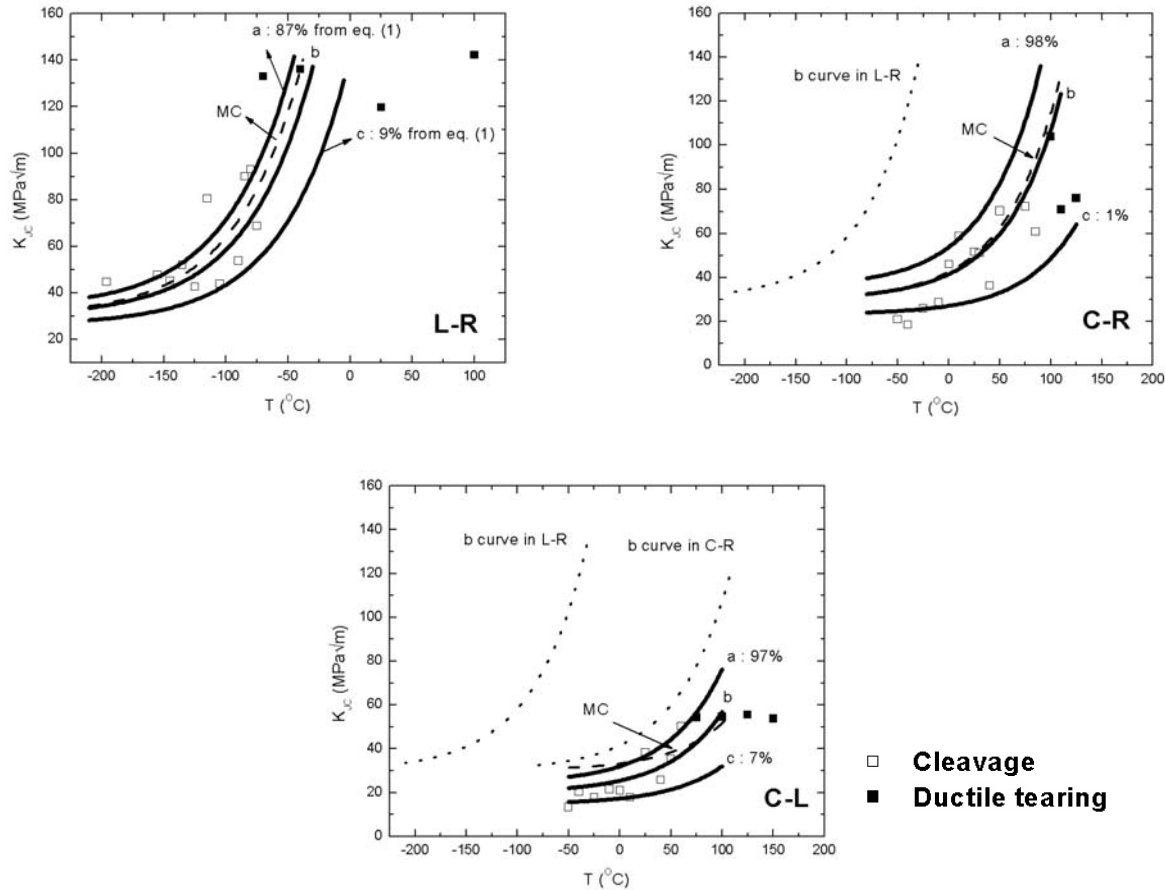 a : 87% from eq. (1)
b
MC
c : 9% from eq. (1)
L-R
K_JC (MPa√m)
160
140
120
100
80
60
40
20
-200 -150 -100 -50 0 50 100
T (°C)
a : 98%
b curve in L-R
b
MC
c : 1%
C-R
K_JC (MPa√m)
160
140
120
100
80
60
40
20
0
-200 -150 -100 -50 0 50 100 150 200
T (°C)
b curve in L-R
b curve in C-R
a : 97%
b
MC
c : 7%
C-L
K_JC (MPa√m)
160
140
120
100
80
60
40
20
0
-200 -150 -100 -50 0 50 100 150 200
T (°C)
Cleavage
Ductile tearing